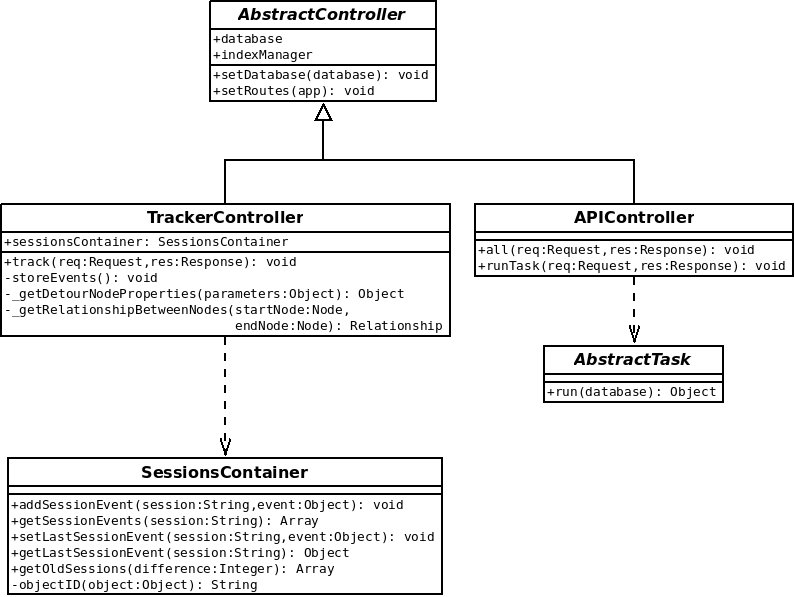 AbstractController
+database
+indexManager
+setDatabase(database): void
+setRoutes(app): void
TrackerController
+sessionsContainer: SessionsContainer
+track(req:Request,res:Response): void
-storeEvents(): void
-_getDetourNodeProperties(parameters:Object): Object
-_getRelationshipBetweenNodes(startNode:Node,
endNode:Node): Relationship
APIController
+all(req:Request,res:Response): void
+runTask(req:Request,res:Response): void
AbstractTask
+run(database): Object
SessionsContainer
+addSessionEvent(session:String,event:Object): void
+getSessionEvents(session:String): Array
+setLastSessionEvent(session:String,event:Object): void
+getLastSessionEvent(session:String): Object
+getOldSessions(difference:Integer): Array
-objectID(object:Object): String